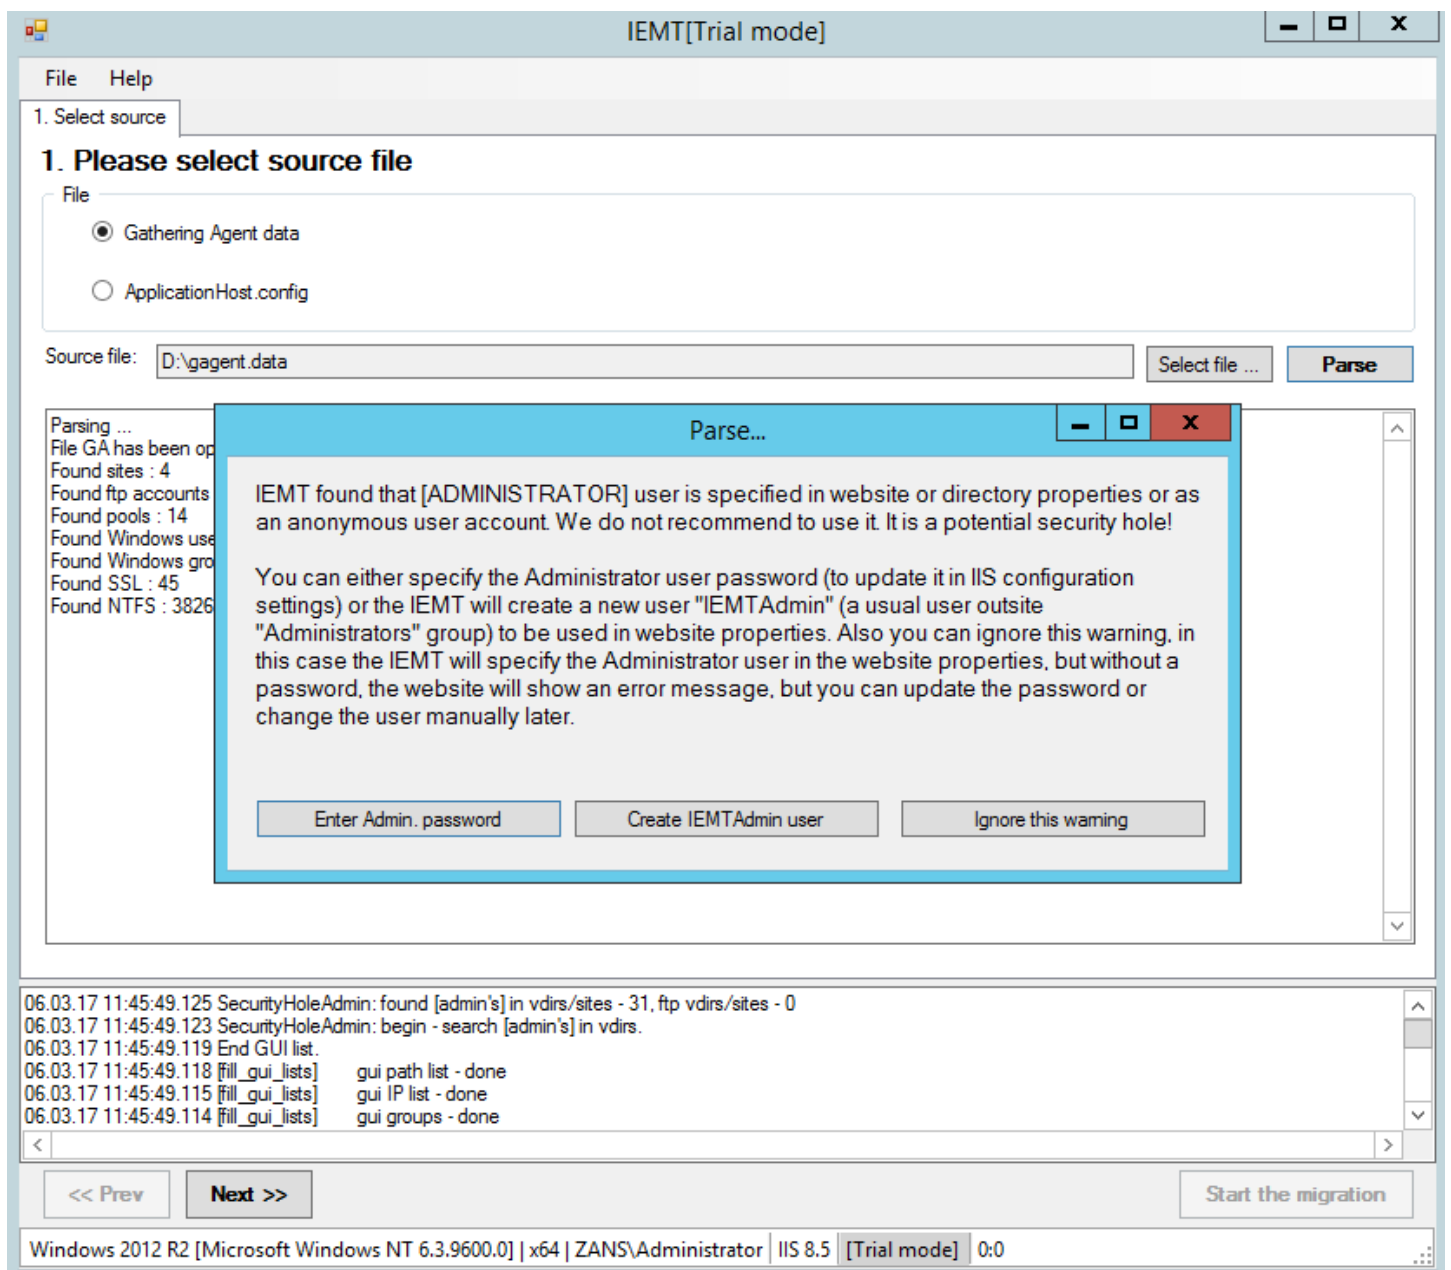 IEMT[Trial mode]
File Help
1. Select source
1. Please select source file
File
Gathering Agent data
ApplicationHost.config
Source file: D:\gagent.data Select file ... Parse
Parsing ...
File GA has been op
Found sites : 4
Found ftp accounts
Found pools : 14
Found Windows use
Found Windows gro
Found SSL : 45
Found NTFS : 3826
Parse...
IEMT found that [ADMINISTRATOR] user is specified in website or directory properties or as
an anonymous user account. We do not recommend to use it. It is a potential security hole!
You can either specify the Administrator user password (to update it in IIS configuration
settings) or the IEMT will create a new user "IEMTAdmin" (a usual user outsite
"Administrators" group) to be used in website properties. Also you can ignore this warning, in
this case the IEMT will specify the Administrator user in the website properties, but without a
password, the website will show an error message, but you can update the password or
change the user manually later.
Enter Admin. password Create IEMTAdmin user Ignore this warning
06.03.17 11:45:49.125 SecurityHoleAdmin: found [admin's] in vdirs/sites - 31, ftp vdirs/sites - 0
06.03.17 11:45:49.123 SecurityHoleAdmin: begin - search [admin's] in vdirs.
06.03.17 11:45:49.119 End GUI list.
06.03.17 11:45:49.118 [fill_gui_lists] gui path list - done
06.03.17 11:45:49.115 [fill_gui_lists] gui IP list - done
06.03.17 11:45:49.114 [fill_gui_lists] gui groups - done
<< Prev Next >> Start the migration
Windows 2012 R2 [Microsoft Windows NT 6.3.9600.0] | x64 | ZANS\Administrator IIS 8.5 [Trial mode] 0:0